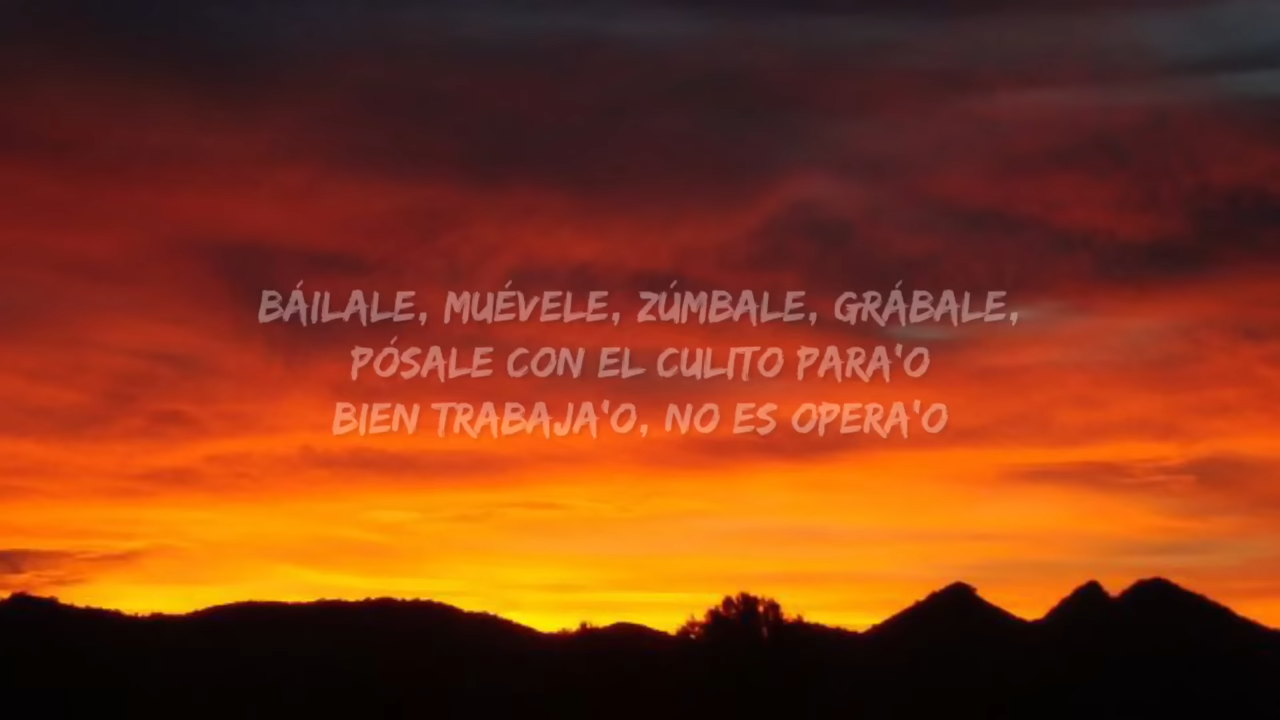 BÁILALE, MUÉVELE, ZÚMBALE, GRÁBALE,
PÓSALE CON EL CULITO PARA'O
BIEN TRABAJA'O, NO ES OPERA'O